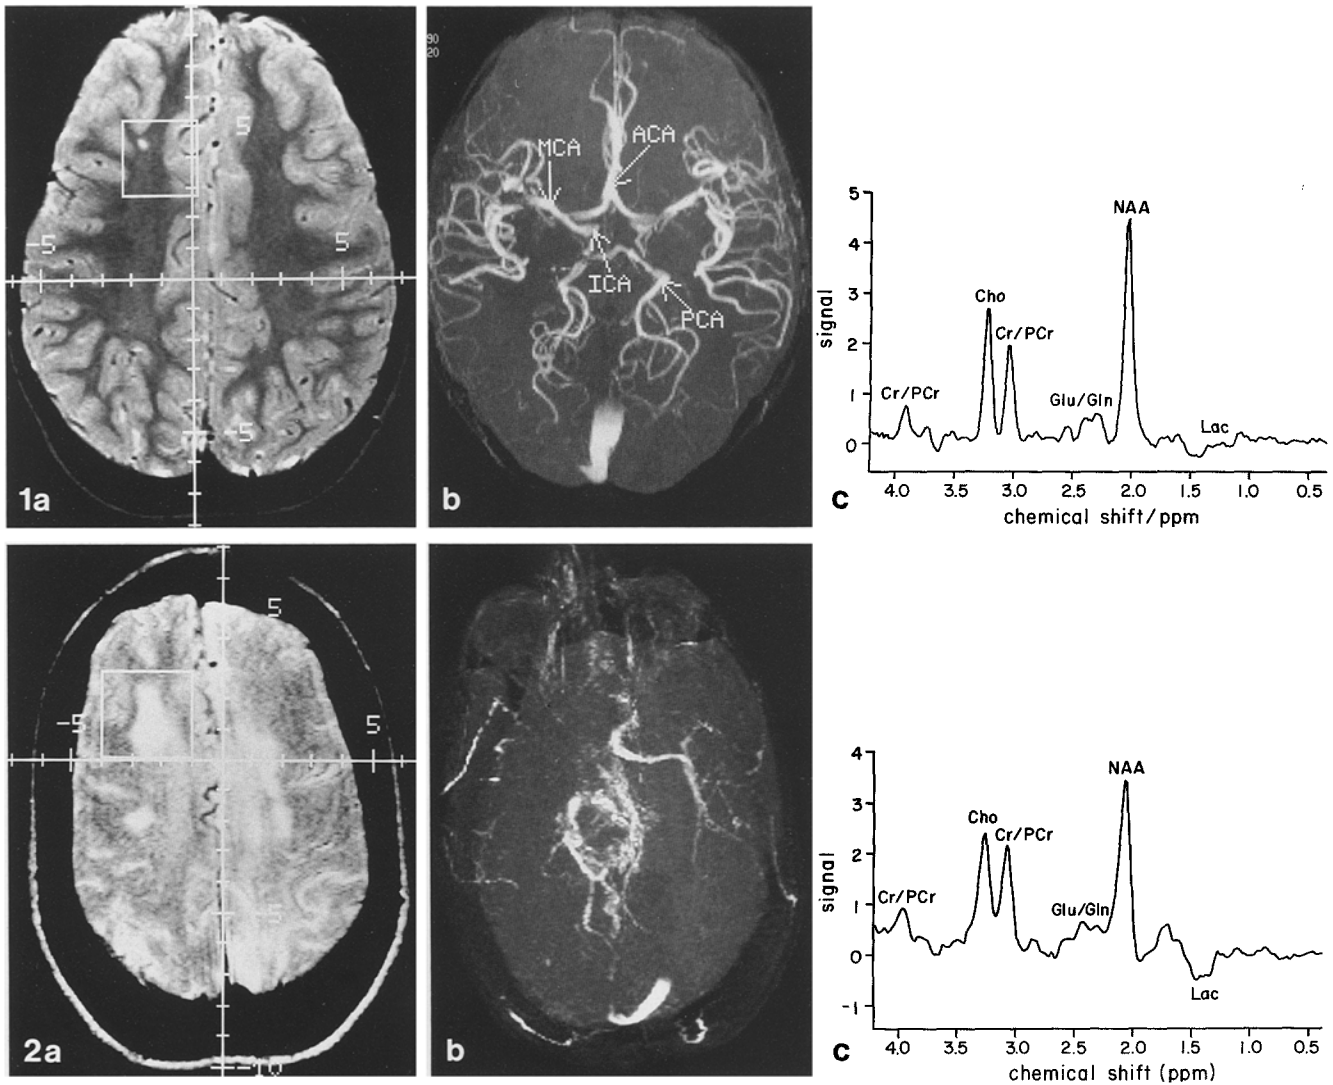 90
20
5
-5
5
-5
1a
MCA
ACA
ICA
PCA
b
5
4
3
2
1
0
signal
NAA
Cho
Cr/PCr
Cr/PCr
Glu/Gln
Lac
4.0 3.5 3.0 2.5 2.0 1.5 1.0 0.5
chemical shift/ppm
c
5
-5
5
-5
-10
2a
b
4
3
2
1
0
-1
signal
NAA
Cho
Cr/PCr
Cr/PCr
Glu/Gln
Lac
4.0 3.5 3.0 2.5 2.0 1.5 1.0 0.5
chemical shift (ppm)
c